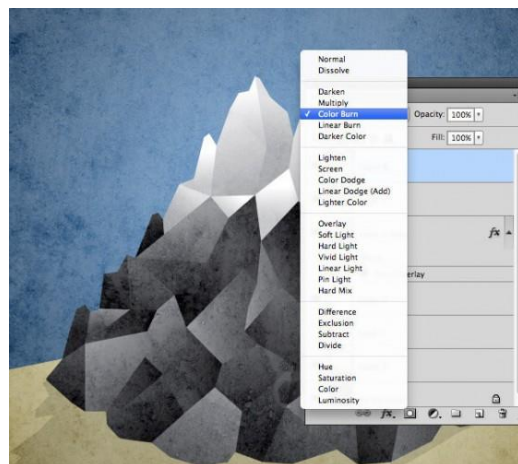 Normal
Dissolve
Darken
Multiply
✓ Color Burn
Linear Burn
Darker Color
Lighten
Screen
Color Dodge
Linear Dodge (Add)
Lighter Color
Overlay
Soft Light
Hard Light
Vivid Light
Linear Light
Pin Light
Hard Mix
Difference
Exclusion
Subtract
Divide
Hue
Saturation
Color
Luminosity
Opacity: 100%
Fill: 100%
fx
erlay
fx.